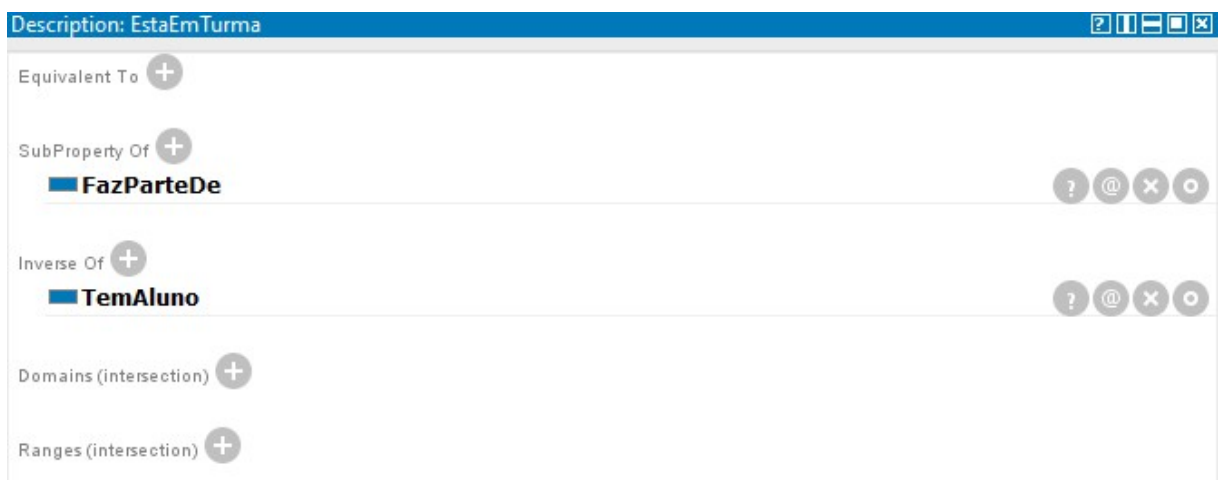 Description: EstaEmTurma
Equivalent To
SubProperty Of
FazParteDe
Inverse Of
TemAluno
Domains (intersection)
Ranges (intersection)